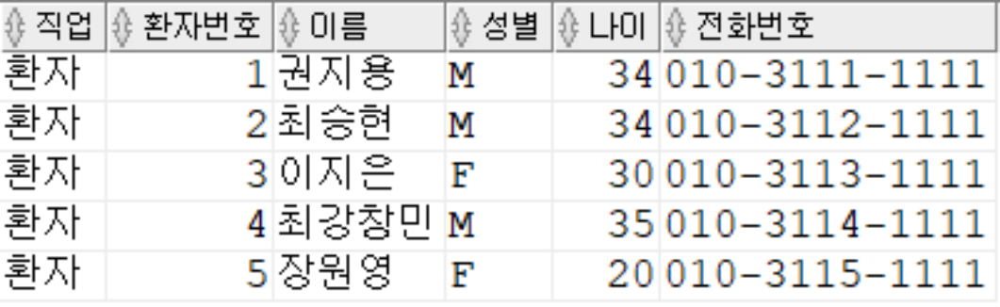 직업 환자번호 이름 성별 나이 전화번호
환자 1 권지용 M 34 010-3111-1111
환자 2 최승현 M 34 010-3112-1111
환자 3 이지은 F 30 010-3113-1111
환자 4 최강창민 M 35 010-3114-1111
환자 5 장원영 F 20 010-3115-1111